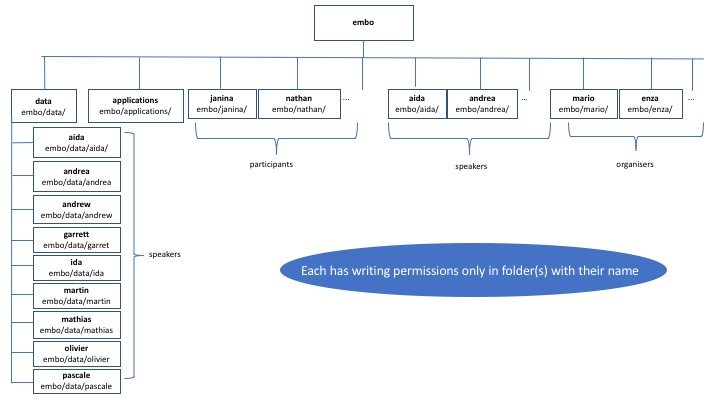 embo
data
embo/data/
applications
embo/applications/
janina
embo/janina/
nathan
embo/nathan/
...
aida
embo/aida/
andrea
embo/andrea/
...
mario
embo/mario/
enza
embo/enza/
...
participants
speakers
organisers
aida
embo/data/aida/
andrea
embo/data/andrea
andrew
embo/data/andrew
garrett
embo/data/garret
ida
embo/data/ida
martin
embo/data/martin
mathias
embo/data/mathias
olivier
embo/data/olivier
pascale
embo/data/pascale
speakers
Each has writing permissions only in folder(s) with their name